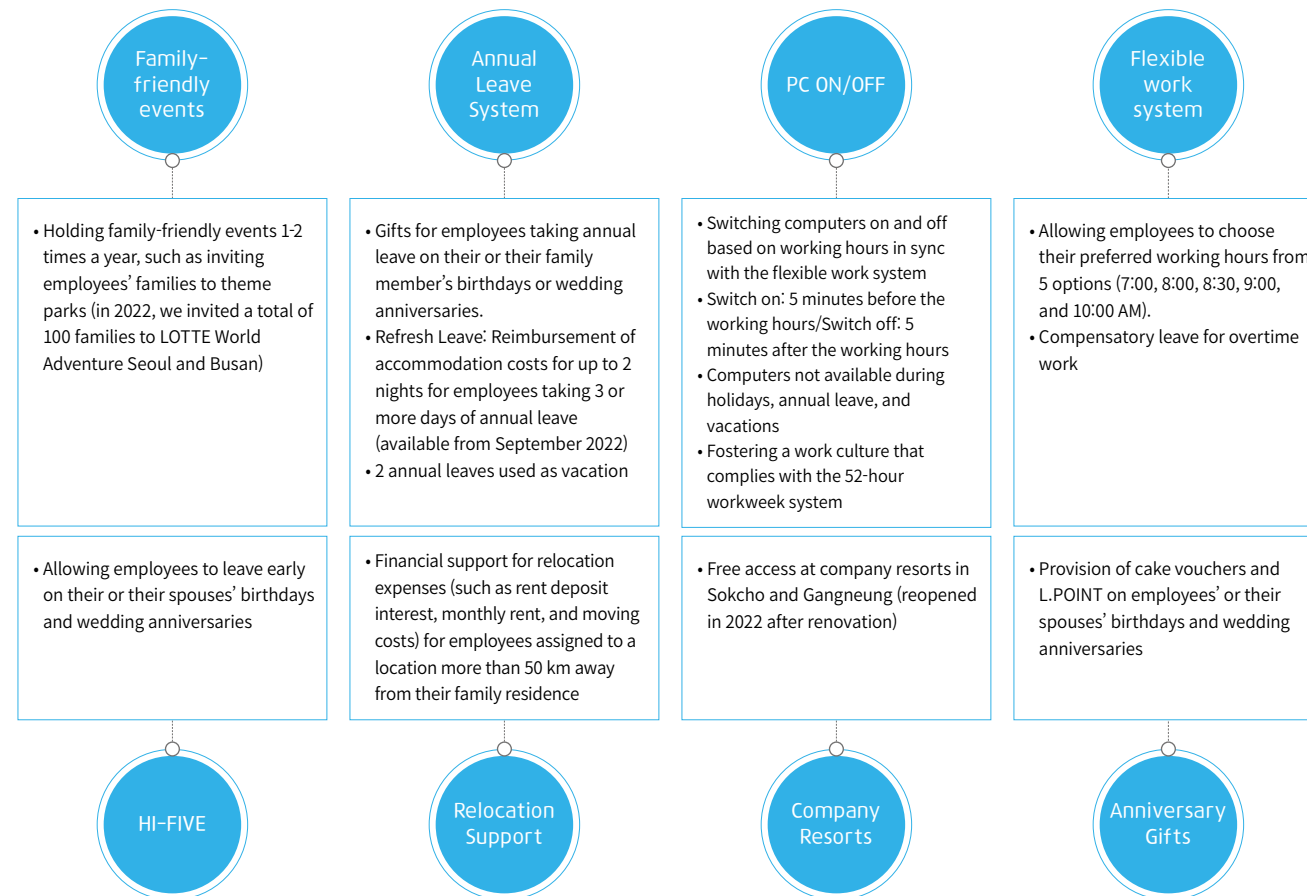 Family-
friendly
events
• Holding family-friendly events 1-2
times a year, such as inviting
employees’ families to theme
parks (in 2022, we invited a total of
100 families to LOTTE World
Adventure Seoul and Busan)
Annual
Leave
System
• Gifts for employees taking annual
leave on their or their family
member’s birthdays or wedding
anniversaries.
• Refresh Leave: Reimbursement of
accommodation costs for up to 2
nights for employees taking 3 or
more days of annual leave
(available from September 2022)
• 2 annual leaves used as vacation
PC ON/OFF
• Switching computers on and off
based on working hours in sync
with the flexible work system
• Switch on: 5 minutes before the
working hours/Switch off: 5
minutes after the working hours
• Computers not available during
holidays, annual leave, and
vacations
• Fostering a work culture that
complies with the 52-hour
workweek system
Flexible
work
system
• Allowing employees to choose
their preferred working hours from
5 options (7:00, 8:00, 8:30, 9:00,
and 10:00 AM).
• Compensatory leave for overtime
work
• Allowing employees to leave early
on their or their spouses’ birthdays
and wedding anniversaries
HI-FIVE
• Financial support for relocation
expenses (such as rent deposit
interest, monthly rent, and moving
costs) for employees assigned to a
location more than 50 km away
from their family residence
Relocation
Support
• Free access at company resorts in
Sokcho and Gangneung (reopened
in 2022 after renovation)
Company
Resorts
• Provision of cake vouchers and
L.POINT on employees’ or their
spouses’ birthdays and wedding
anniversaries
Anniversary
Gifts